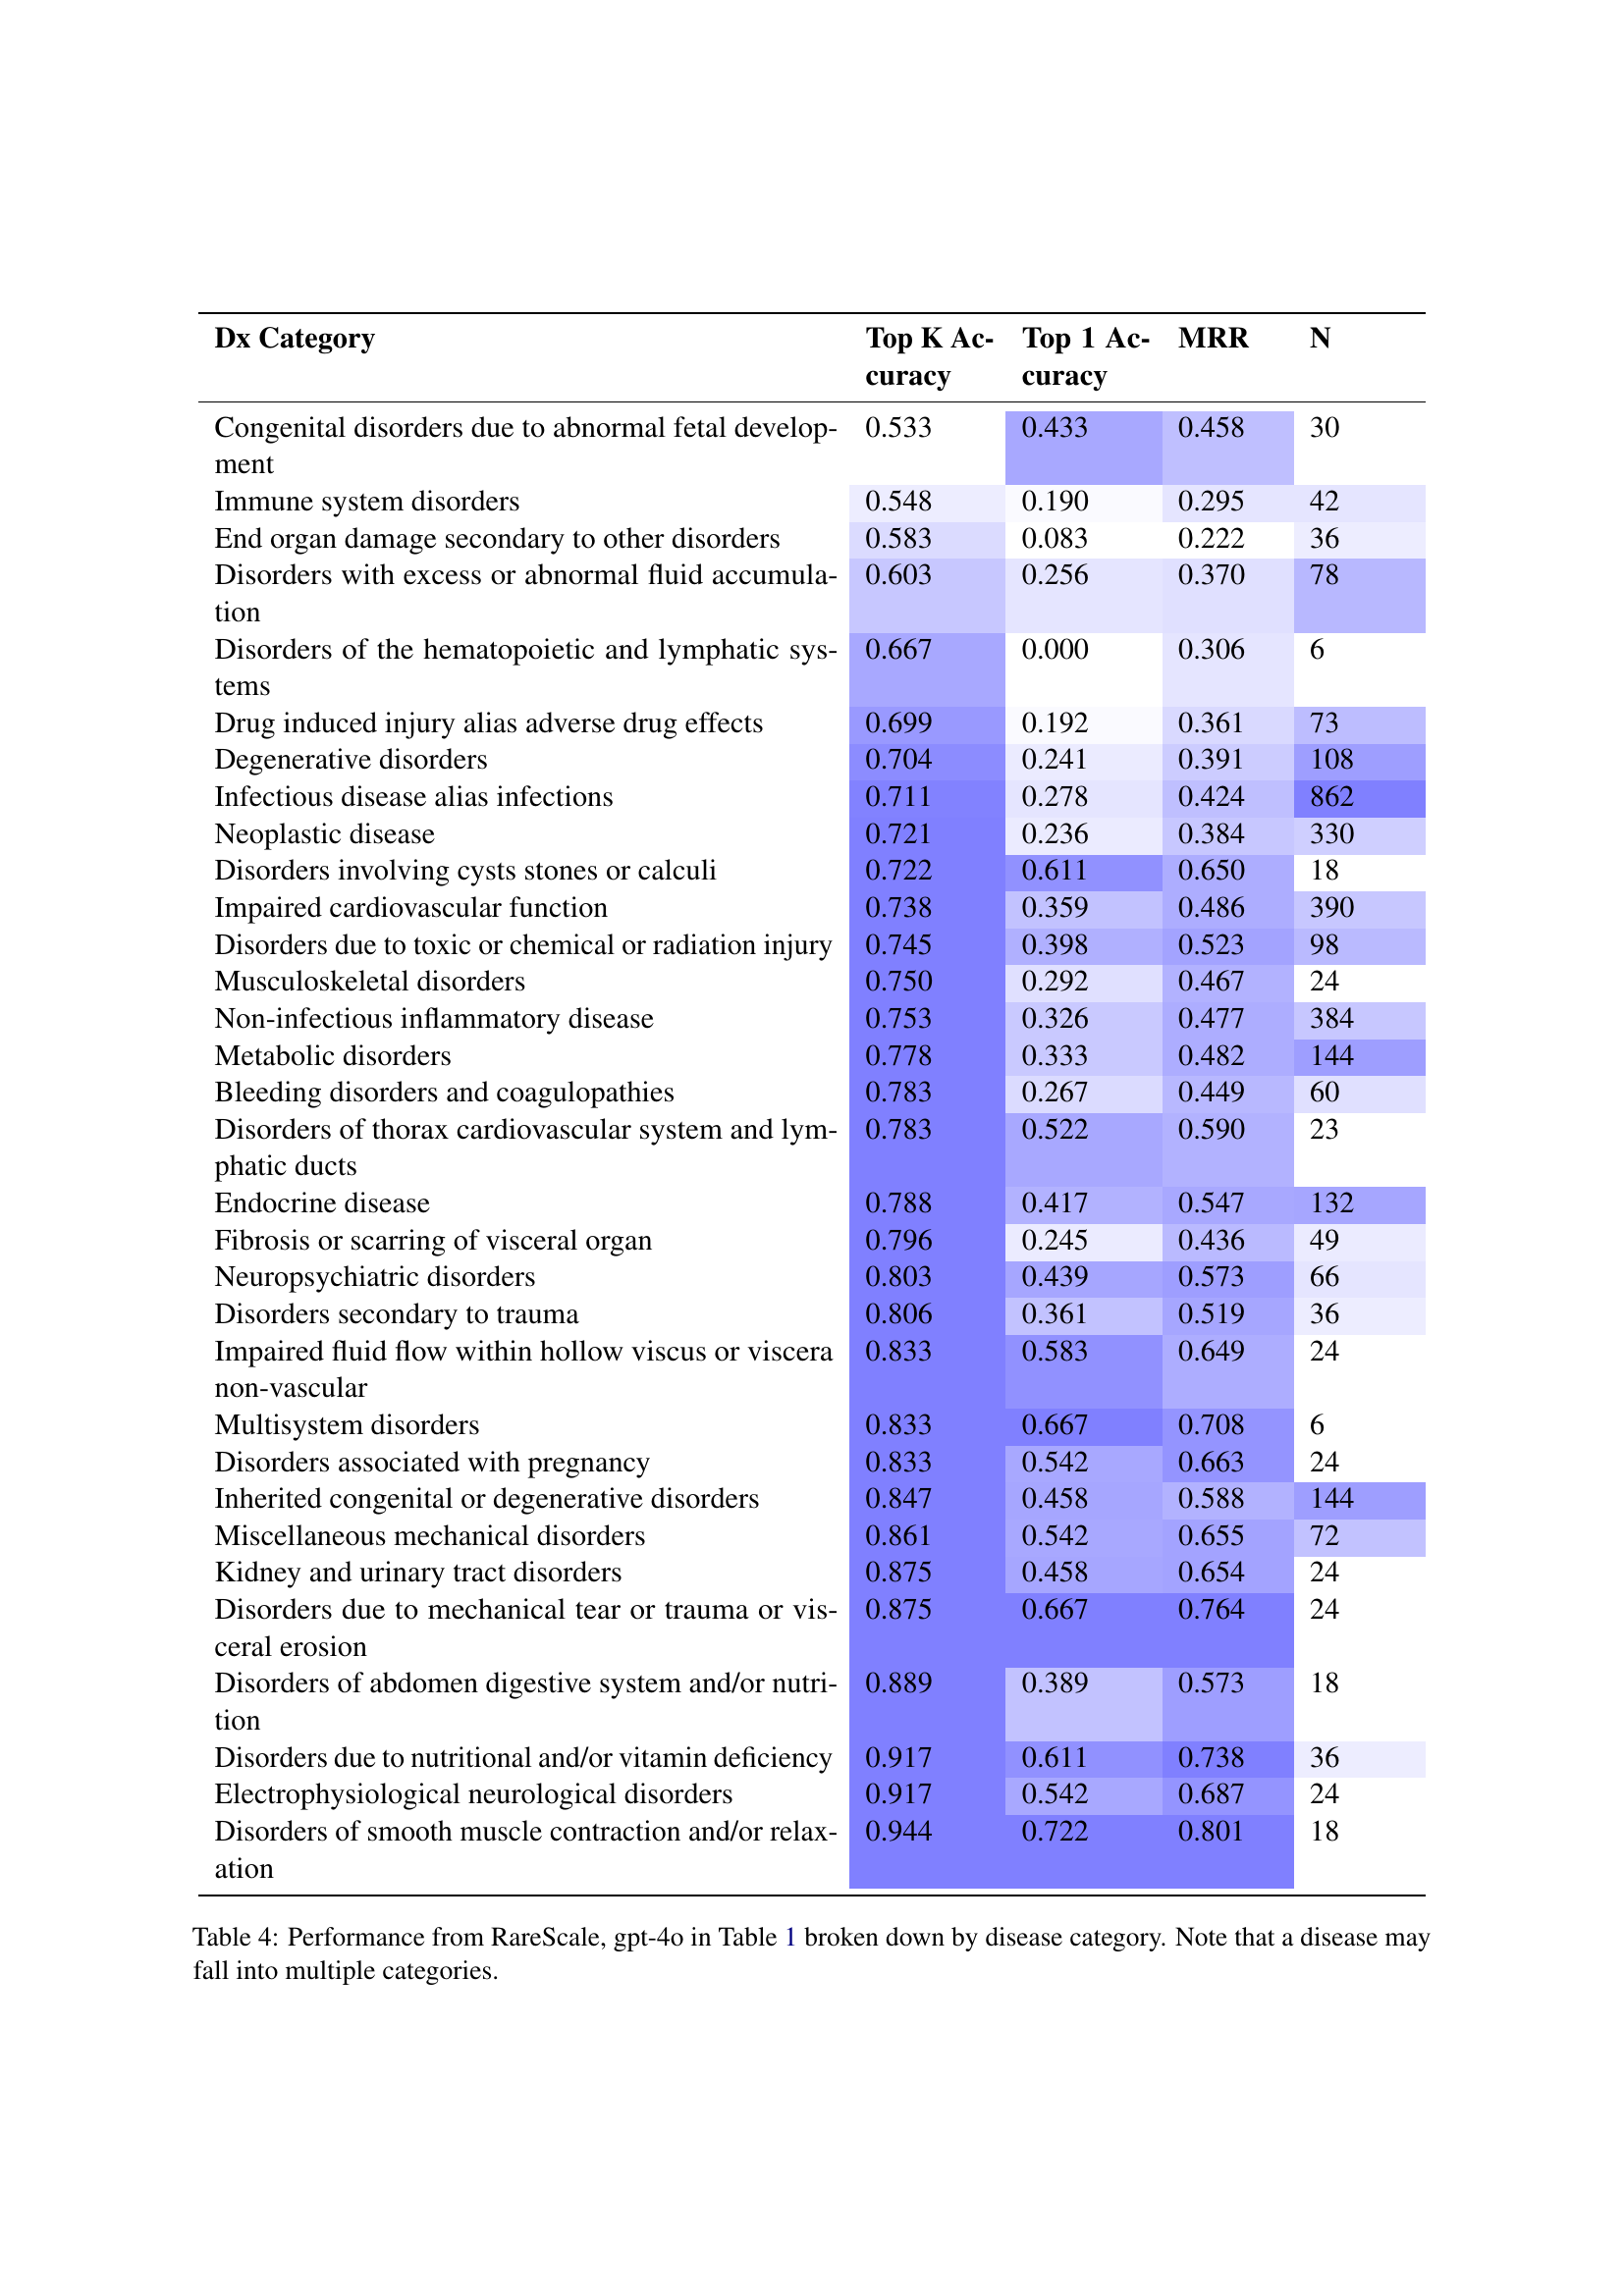 Dx Category Top K Ac- Top 1 Ac- MRR N
curacy curacy
Congenital disorders due to abnormal fetal develop- 0.533 0.433 0.458 30
ment
Immune system disorders 0.548 0.190 0.295 42
End organ damage secondary to other disorders 0.583 0.083 0.222 36
Disorders with excess or abnormal fluid accumula- 0.603 0.256 0.370 78
tion
Disorders of the hematopoietic and lymphatic sys- 0.667 0.000 0.306 6
tems
Drug induced injury alias adverse drug effects 0.699 0.192 0.361 73
Degenerative disorders 0.704 0.241 0.391 108
Infectious disease alias infections 0.711 0.278 0.424 862
Neoplastic disease 0.721 0.236 0.384 330
Disorders involving cysts stones or calculi 0.722 0.611 0.650 18
Impaired cardiovascular function 0.738 0.359 0.486 390
Disorders due to toxic or chemical or radiation injury 0.745 0.398 0.523 98
Musculoskeletal disorders 0.750 0.292 0.467 24
Non-infectious inflammatory disease 0.753 0.326 0.477 384
Metabolic disorders 0.778 0.333 0.482 144
Bleeding disorders and coagulopathies 0.783 0.267 0.449 60
Disorders of thorax cardiovascular system and lym- 0.783 0.522 0.590 23
phatic ducts
Endocrine disease 0.788 0.417 0.547 132
Fibrosis or scarring of visceral organ 0.796 0.245 0.436 49
Neuropsychiatric disorders 0.803 0.439 0.573 66
Disorders secondary to trauma 0.806 0.361 0.519 36
Impaired fluid flow within hollow viscus or viscera 0.833 0.583 0.649 24
non-vascular
Multisystem disorders 0.833 0.667 0.708 6
Disorders associated with pregnancy 0.833 0.542 0.663 24
Inherited congenital or degenerative disorders 0.847 0.458 0.588 144
Miscellaneous mechanical disorders 0.861 0.542 0.655 72
Kidney and urinary tract disorders 0.875 0.458 0.654 24
Disorders due to mechanical tear or trauma or vis- 0.875 0.667 0.764 24
ceral erosion
Disorders of abdomen digestive system and/or nutri- 0.889 0.389 0.573 18
tion
Disorders due to nutritional and/or vitamin deficiency 0.917 0.611 0.738 36
Electrophysiological neurological disorders 0.917 0.542 0.687 24
Disorders of smooth muscle contraction and/or relax- 0.944 0.722 0.801 18
ation
Table 4: Performance from RareScale, gpt-4o in Table 1 broken down by disease category. Note that a disease may
fall into multiple categories.